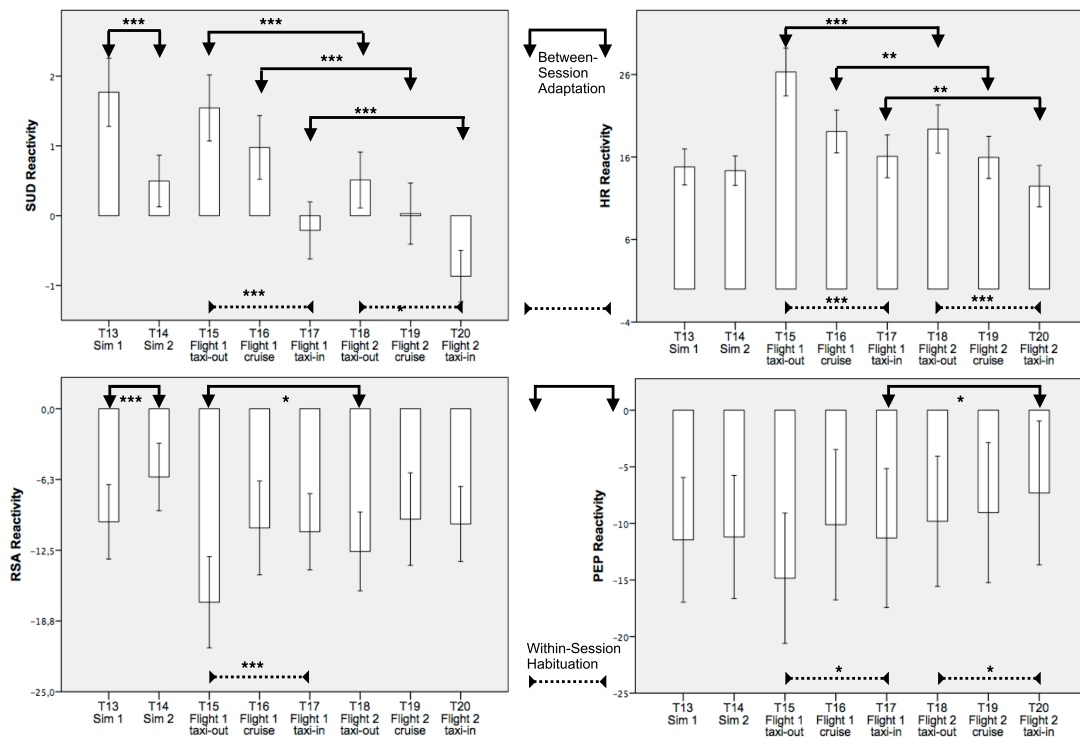 ***
***
***
***
2
1
0
−1
SUD Reactivity
***
*
T13
Sim 1
T14
Sim 2
T15
Flight 1
taxi-out
T16
Flight 1
cruise
T17
Flight 1
taxi-in
T18
Flight 2
taxi-out
T19
Flight 2
cruise
T20
Flight 2
taxi-in
Between-
Session
Adaptation
***
**
**
26
16
6
−4
HR Reactivity
***
***
T13
Sim 1
T14
Sim 2
T15
Flight 1
taxi-out
T16
Flight 1
cruise
T17
Flight 1
taxi-in
T18
Flight 2
taxi-out
T19
Flight 2
cruise
T20
Flight 2
taxi-in
***
*
0,0
−6,3
−12,5
−18,8
−25,0
RSA Reactivity
***
T13
Sim 1
T14
Sim 2
T15
Flight 1
taxi-out
T16
Flight 1
cruise
T17
Flight 1
taxi-in
T18
Flight 2
taxi-out
T19
Flight 2
cruise
T20
Flight 2
taxi-in
Within-Session
Habituation
*
0
−5
−10
−15
−20
−25
PEP Reactivity
*
*
T13
Sim 1
T14
Sim 2
T15
Flight 1
taxi-out
T16
Flight 1
cruise
T17
Flight 1
taxi-in
T18
Flight 2
taxi-out
T19
Flight 2
cruise
T20
Flight 2
taxi-in